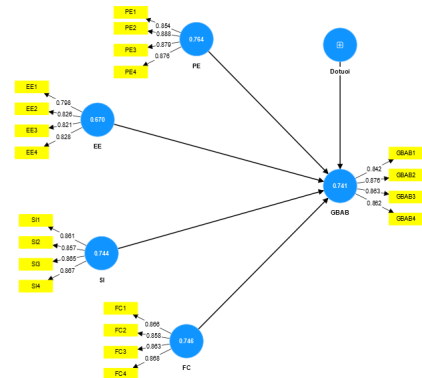 PE1
0.854
PE2
0.888
0.764
PE3
0.879
0.876
PE4
PE
Dotuoi
EE1
0.798
EE2
0.826
0.670
EE3
0.821
0.828
EE4
EE
GBAB1
0.842
GBAB2
0.876
0.741
0.863
GBAB3
0.862
GBAB4
GBAB
SI1
0.861
SI2
0.857
0.744
SI3
0.865
0.867
SI4
SI
FC1
0.866
FC2
0.858
0.746
FC3
0.863
0.868
FC4
FC